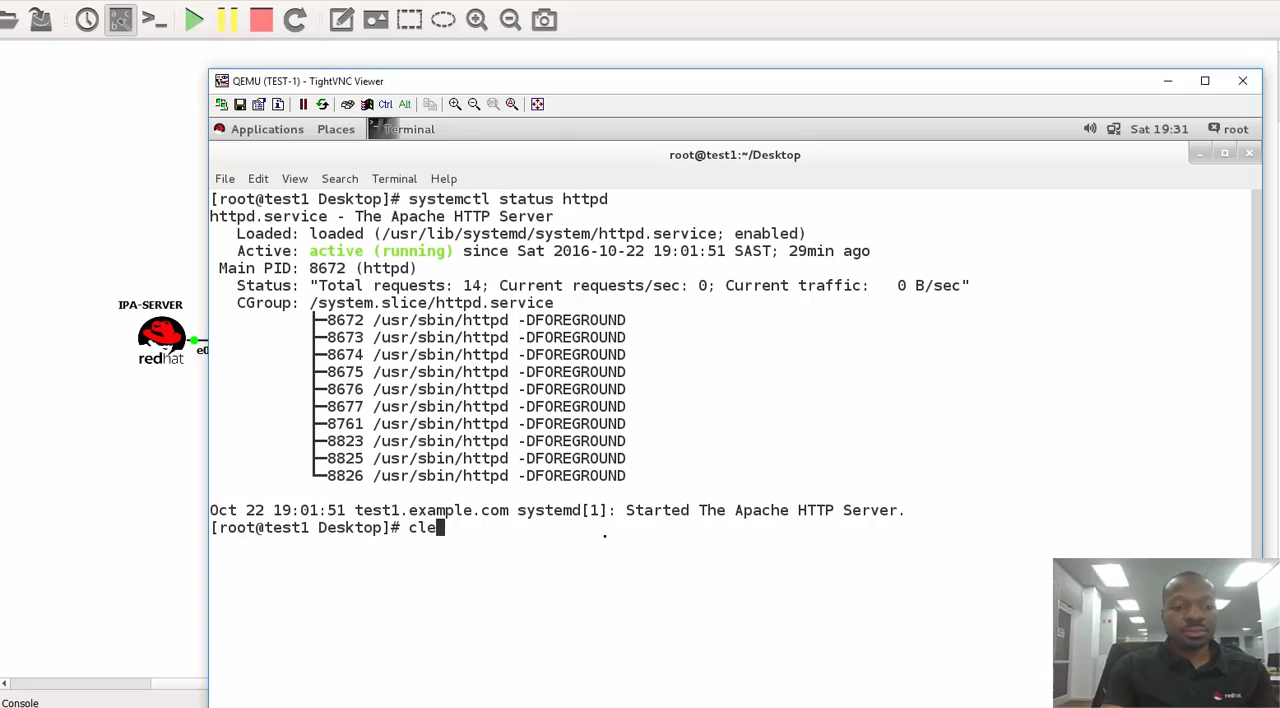 QEMU (TEST-1) - TightVNC Viewer
Ctrl Alt
Applications Places Terminal Sat 19:31 root
root@test1:~/Desktop
File Edit View Search Terminal Help
[root@test1 Desktop]# systemctl status httpd
httpd.service - The Apache HTTP Server
Loaded: loaded (/usr/lib/systemd/system/httpd.service; enabled)
Active: active (running) since Sat 2016-10-22 19:01:51 SAST; 29min ago
Main PID: 8672 (httpd)
Status: "Total requests: 14; Current requests/sec: 0; Current traffic:   0 B/sec"
CGroup: /system.slice/httpd.service
├─8672 /usr/sbin/httpd -DFOREGROUND
├─8673 /usr/sbin/httpd -DFOREGROUND
├─8674 /usr/sbin/httpd -DFOREGROUND
├─8675 /usr/sbin/httpd -DFOREGROUND
├─8676 /usr/sbin/httpd -DFOREGROUND
├─8677 /usr/sbin/httpd -DFOREGROUND
├─8761 /usr/sbin/httpd -DFOREGROUND
├─8823 /usr/sbin/httpd -DFOREGROUND
├─8825 /usr/sbin/httpd -DFOREGROUND
└─8826 /usr/sbin/httpd -DFOREGROUND
Oct 22 19:01:51 test1.example.com systemd[1]: Started The Apache HTTP Server.
[root@test1 Desktop]# cle
IPA-SERVER
redhat
e0
Console
redhat